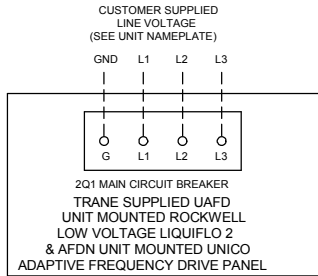 CUSTOMER SUPPLIED
LINE VOLTAGE
(SEE UNIT NAMEPLATE)
GND L1 L2 L3
G L1 L2 L3
2Q1 MAIN CIRCUIT BREAKER
TRANE SUPPLIED UAFD
UNIT MOUNTED ROCKWELL
LOW VOLTAGE LIQUIFLO 2
& AFDN UNIT MOUNTED UNICO
ADAPTIVE FREQUENCY DRIVE PANEL